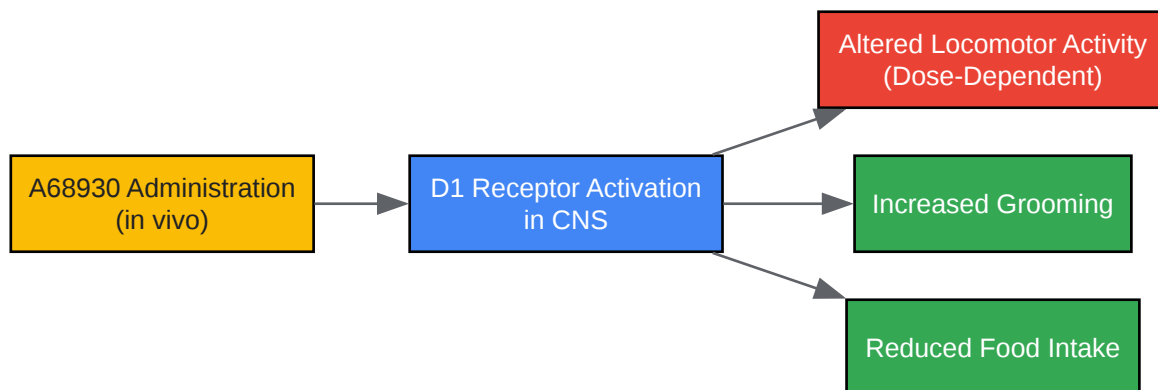 A68930 Administration
(in vivo)
D1 Receptor Activation
in CNS
Altered Locomotor Activity
(Dose-Dependent)
Increased Grooming
Reduced Food Intake